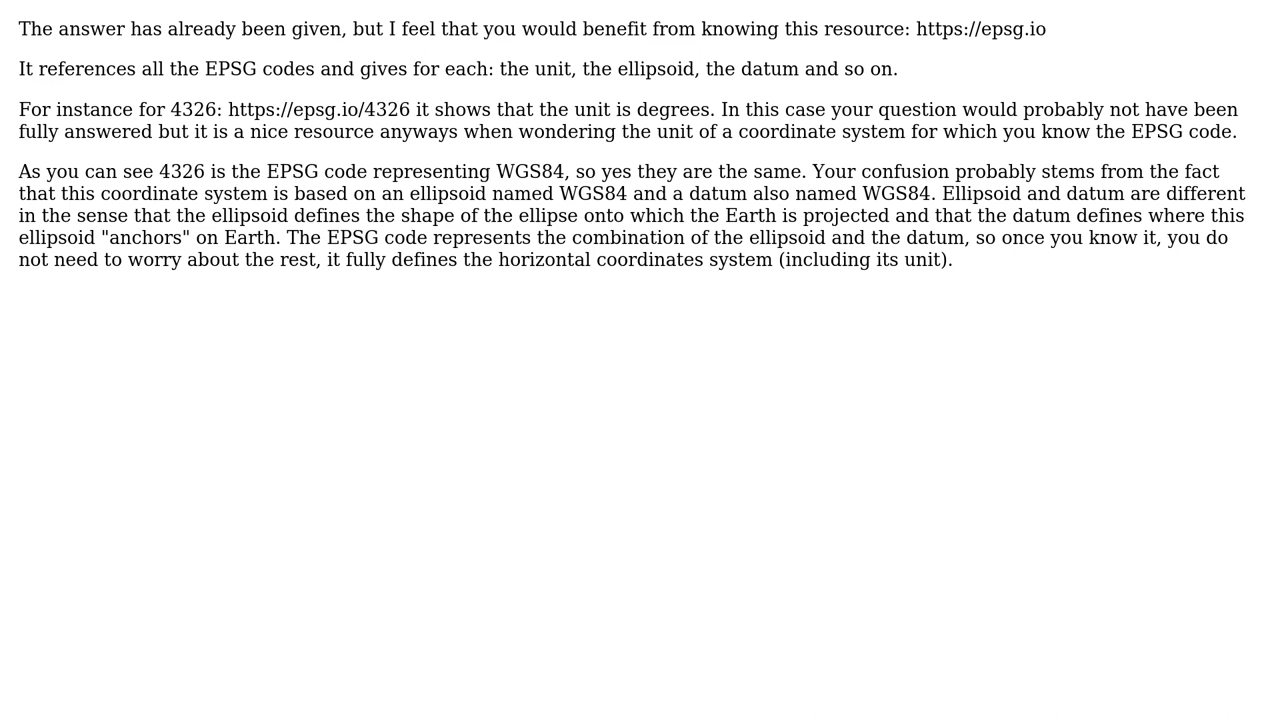 The answer has already been given, but I feel that you would benefit from knowing this resource: https://epsg.io
It references all the EPSG codes and gives for each: the unit, the ellipsoid, the datum and so on.
For instance for 4326: https://epsg.io/4326 it shows that the unit is degrees. In this case your question would probably not have been
fully answered but it is a nice resource anyways when wondering the unit of a coordinate system for which you know the EPSG code.
As you can see 4326 is the EPSG code representing WGS84, so yes they are the same. Your confusion probably stems from the fact
that this coordinate system is based on an ellipsoid named WGS84 and a datum also named WGS84. Ellipsoid and datum are different
in the sense that the ellipsoid defines the shape of the ellipse onto which the Earth is projected and that the datum defines where this
ellipsoid "anchors" on Earth. The EPSG code represents the combination of the ellipsoid and the datum, so once you know it, you do
not need to worry about the rest, it fully defines the horizontal coordinates system (including its unit).